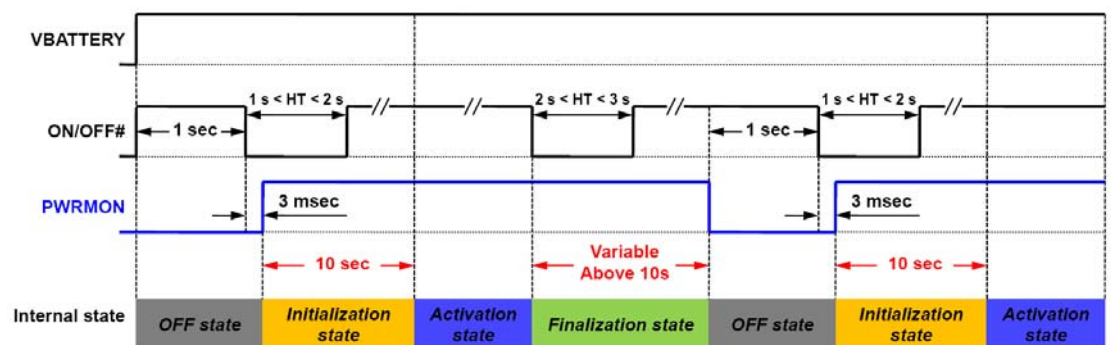 VBATTERY
1 s < HT < 2 s
2 s < HT < 3 s
1 s < HT < 2 s
ON/OFF#
1 sec
1 sec
PWRMON
3 msec
3 msec
10 sec
Variable
Above 10s
10 sec
Internal state
OFF state
Initialization
state
Activation
state
Finalization state
OFF state
Initialization
state
Activation
state